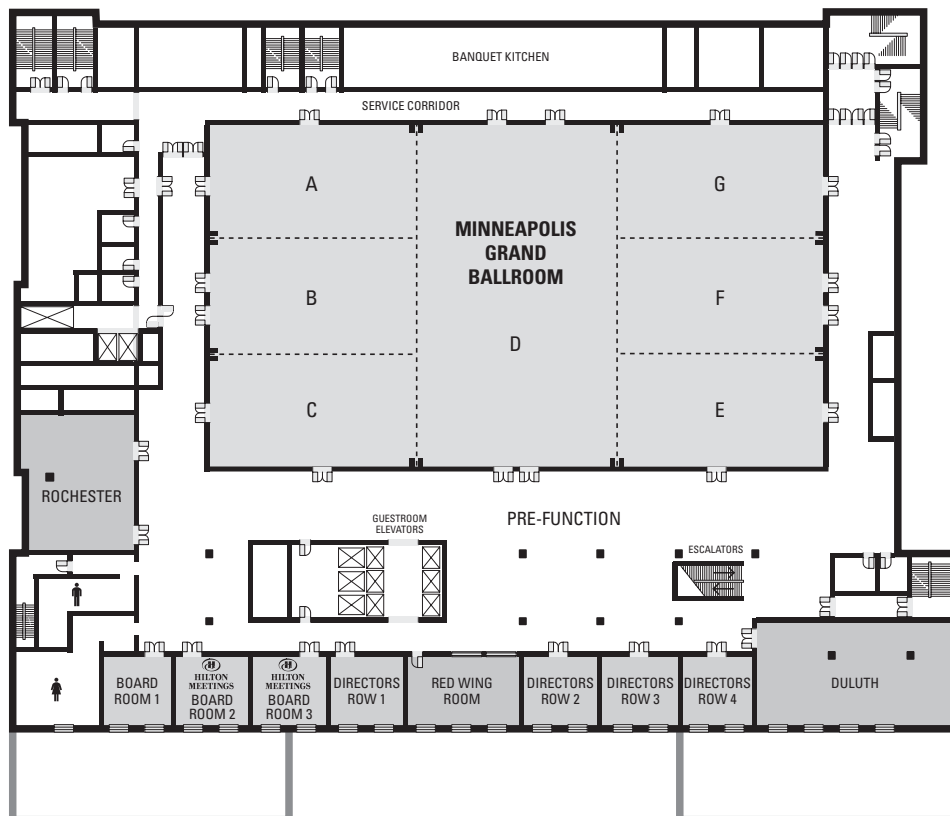 BANQUET KITCHEN
SERVICE CORRIDOR
A
G
MINNEAPOLIS
GRAND
BALLROOM
B
F
D
C
E
ROCHESTER
GUESTROOM
ELEVATORS
PRE-FUNCTION
ESCALATORS
BOARD
ROOM 1
HILTON
MEETINGS
BOARD
ROOM 2
HILTON
MEETINGS
BOARD
ROOM 3
DIRECTORS
ROW 1
RED WING
ROOM
DIRECTORS
ROW 2
DIRECTORS
ROW 3
DIRECTORS
ROW 4
DULUTH